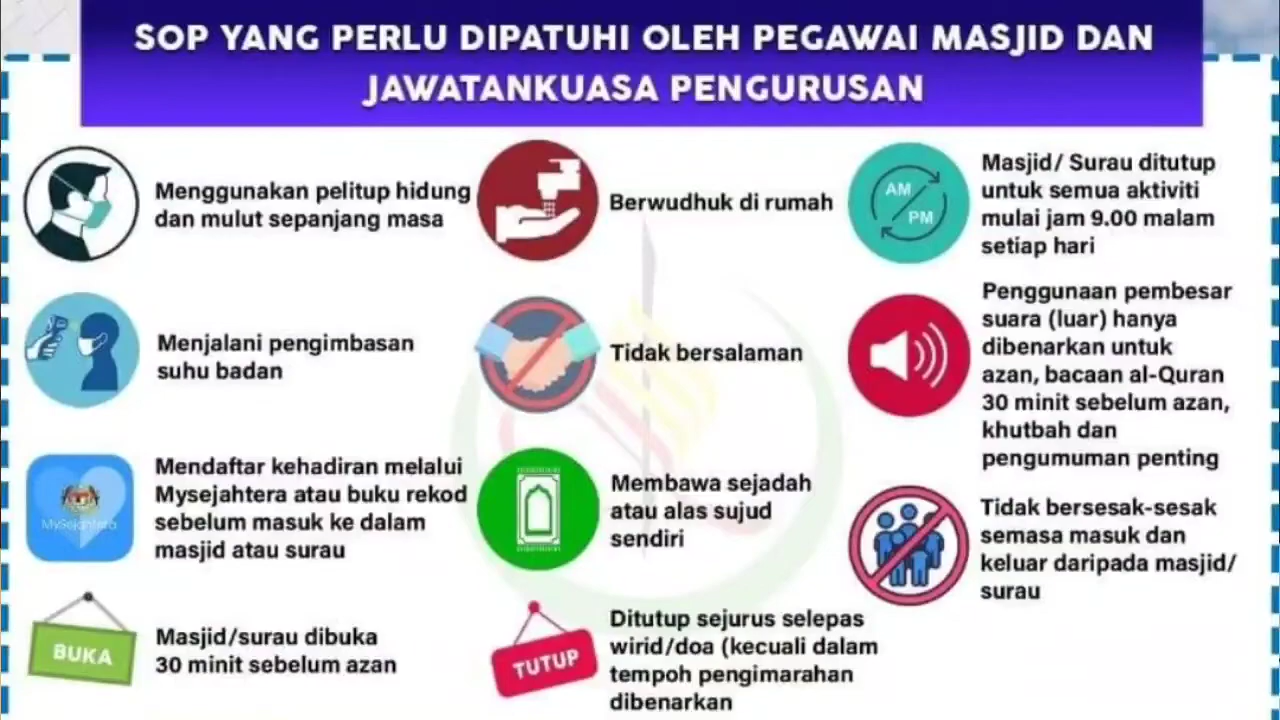 SOP YANG PERLU DIPATUHI OLEH PEGAWAI MASJID DAN
JAWATANKUASA PENGURUSAN
Menggunakan pelitup hidung
dan mulut sepanjang masa
Menjalani pengimbasan
suhu badan
MySejahtera
Mendaftar kehadiran melalui
Mysejahtera atau buku rekod
sebelum masuk ke dalam
masjid atau surau
BUKA
Masjid/surau dibuka
30 minit sebelum azan
Berwudhuk di rumah
Tidak bersalaman
Membawa sejadah
atau alas sujud
sendiri
TUTUP
Ditutup sejurus selepas
wirid/doa (kecuali dalam
tempoh pengimarahan
dibenarkan
AM
PM
Masjid/ Surau ditutup
untuk semua aktiviti
mulai jam 9.00 malam
setiap hari
Penggunaan pembesar
suara (luar) hanya
dibenarkan untuk
azan, bacaan al-Quran
30 minit sebelum azan,
khutbah dan
pengumuman penting
Tidak bersesak-sesak
semasa masuk dan
keluar daripada masjid/
surau